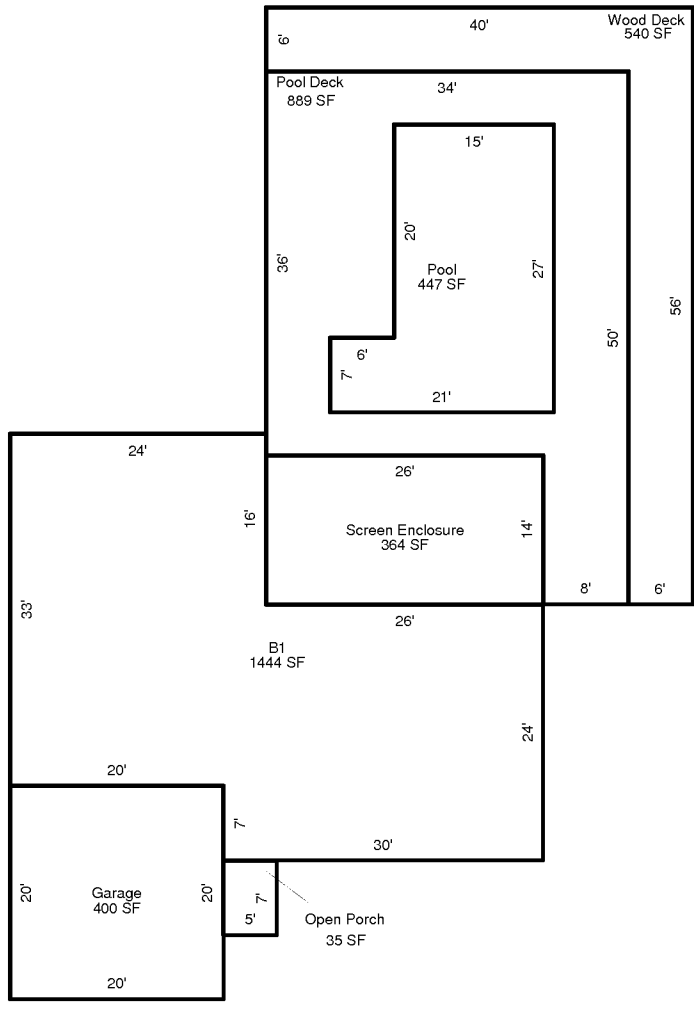 Wood Deck
540 SF
40'
6'
Pool Deck
889 SF
34'
15'
20'
36'
Pool
447 SF
27'
56'
50'
6'
7'
21'
24'
26'
16'
Screen Enclosure
364 SF
14'
8'
6'
33'
26'
B1
1444 SF
24'
20'
7'
30'
20'
Garage
400 SF
20'
7'
5'
Open Porch
35 SF
20'